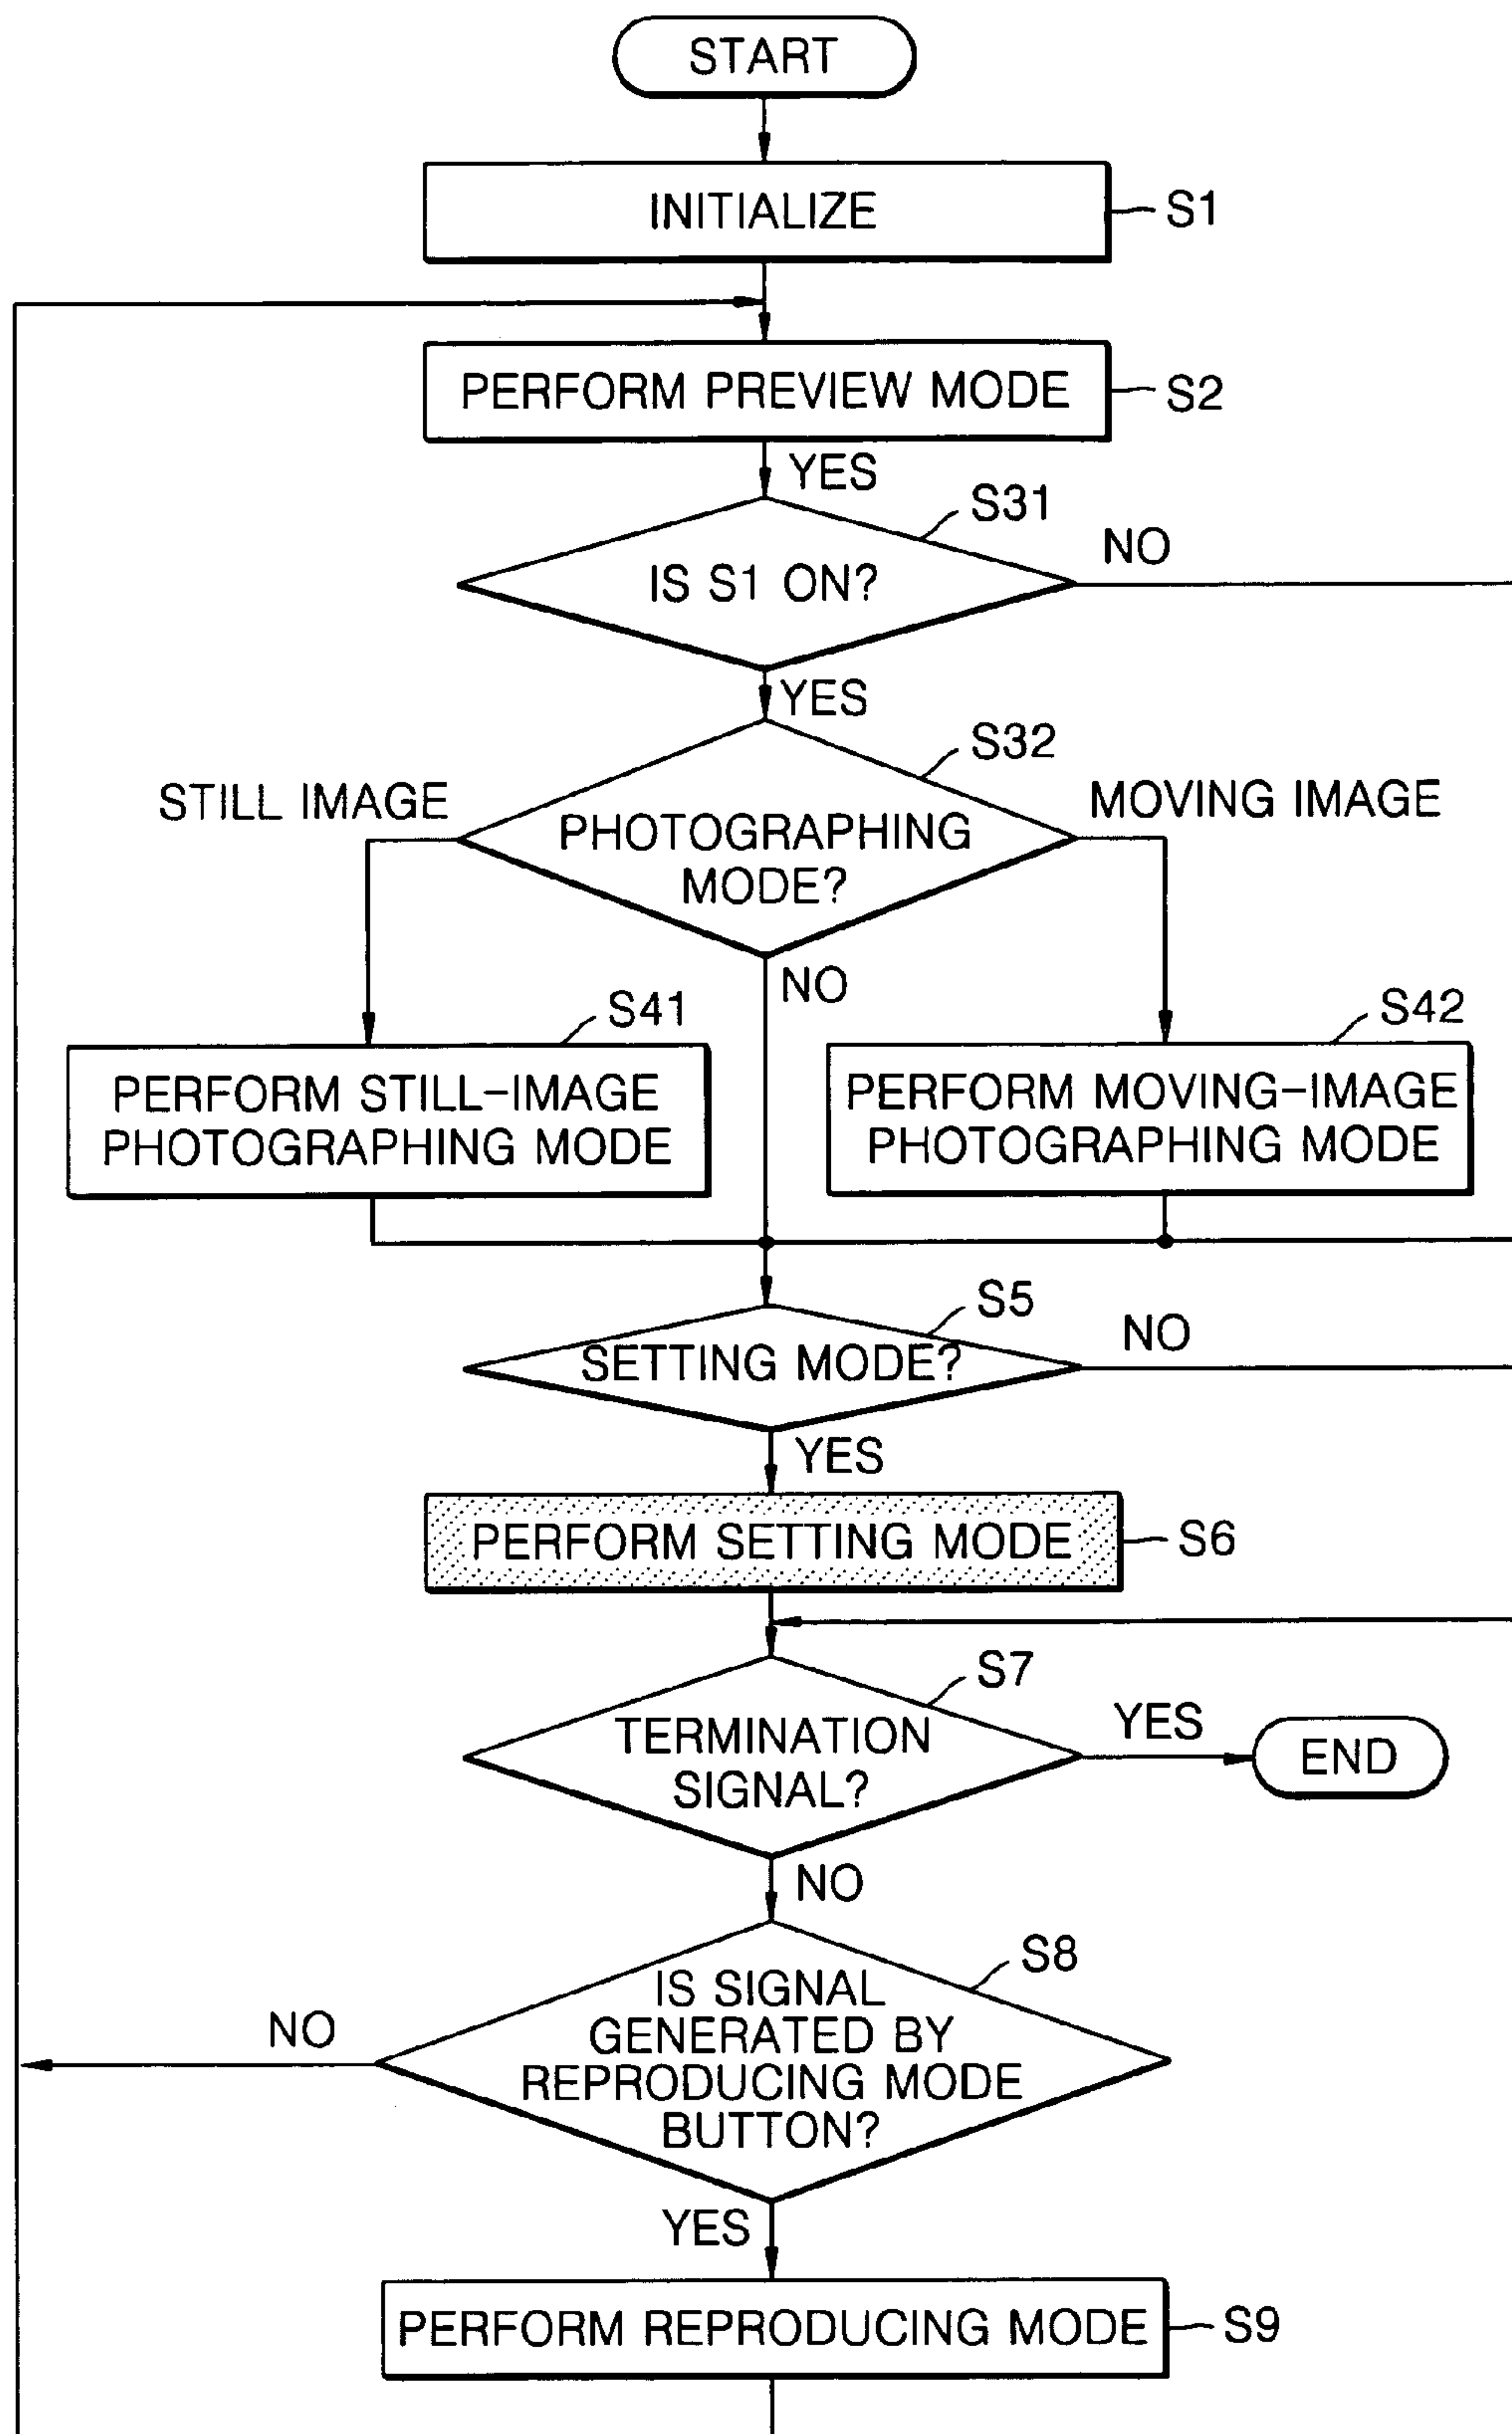 START
INITIALIZE
S1
PERFORM PREVIEW MODE
S2
YES
S31
NO
IS S1 ON?
YES
S32
STILL IMAGE
MOVING IMAGE
PHOTOGRAPHING
MODE?
NO
S41
S42
PERFORM STILL-IMAGE
PHOTOGRAPHING MODE
PERFORM MOVING-IMAGE
PHOTOGRAPHING MODE
S5
NO
SETTING MODE?
YES
PERFORM SETTING MODE
S6
S7
YES
TERMINATION
SIGNAL?
END
NO
S8
IS SIGNAL
GENERATED BY
REPRODUCING MODE
BUTTON?
NO
YES
PERFORM REPRODUCING MODE
S9